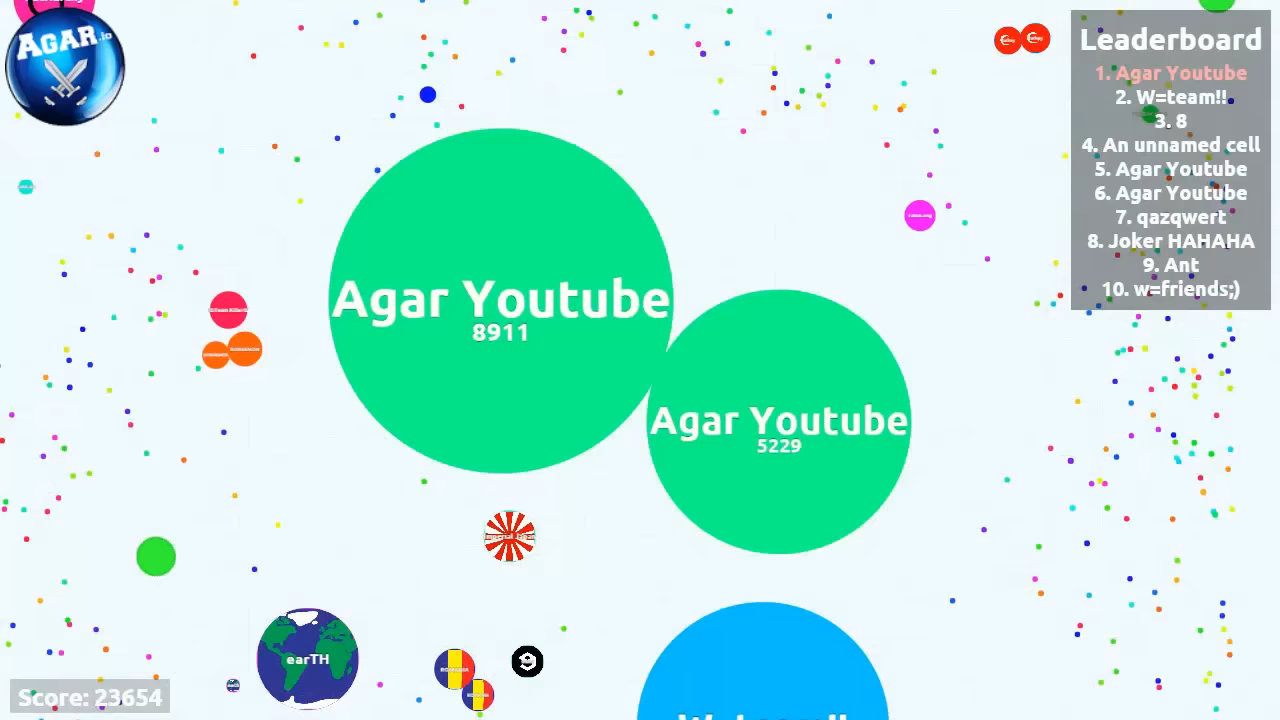 AGAR.io
Leaderboard
1. Agar Youtube
2. W=team!!
3. 8
4. An unnamed cell
5. Agar Youtube
6. Agar Youtube
7. qazqwert
8. Joker HAHAHA
9. Ant
10. w=friends;)
Agar Youtube
8911
Agar Youtube
5229
earTH
ROMANIA
Score: 23654